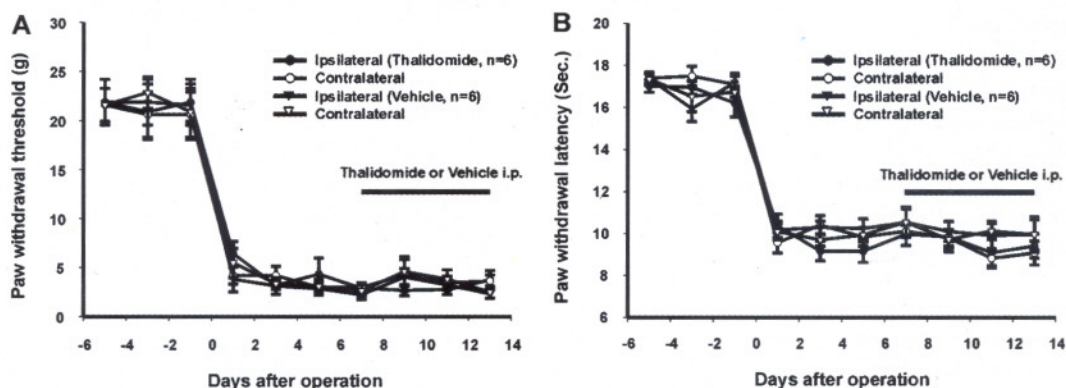 A
Paw withdrawal threshold (g)
30
25
20
15
10
5
0
Ipsilateral (Thalidomide, n=6)
Contralateral
Ipsilateral (Vehicle, n=6)
Contralateral
Thalidomide or Vehicle i.p.
-6 -4 -2 0 2 4 6 8 10 12 14
Days after operation
B
Paw withdrawal latency (Sec.)
20
18
16
14
12
10
8
6
Ipsilateral (Thalidomide, n=6)
Contralateral
Ipsilateral (Vehicle, n=6)
Contralateral
Thalidomide or Vehicle i.p.
-6 -4 -2 0 2 4 6 8 10 12 14
Days after operation